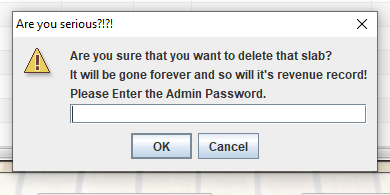 Are you serious?!?!
Are you sure that you want to delete that slab?
It will be gone forever and so will it's revenue record!
Please Enter the Admin Password.
OK
Cancel